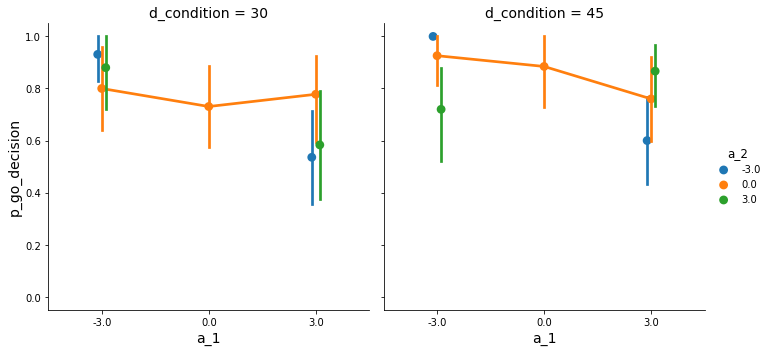 d_condition = 30
d_condition = 45
p_go_decision
1.0
0.8
0.6
0.4
0.2
0.0
-3.0 0.0 3.0
-3.0 0.0 3.0
a_1
a_1
a_2
-3.0
0.0
3.0